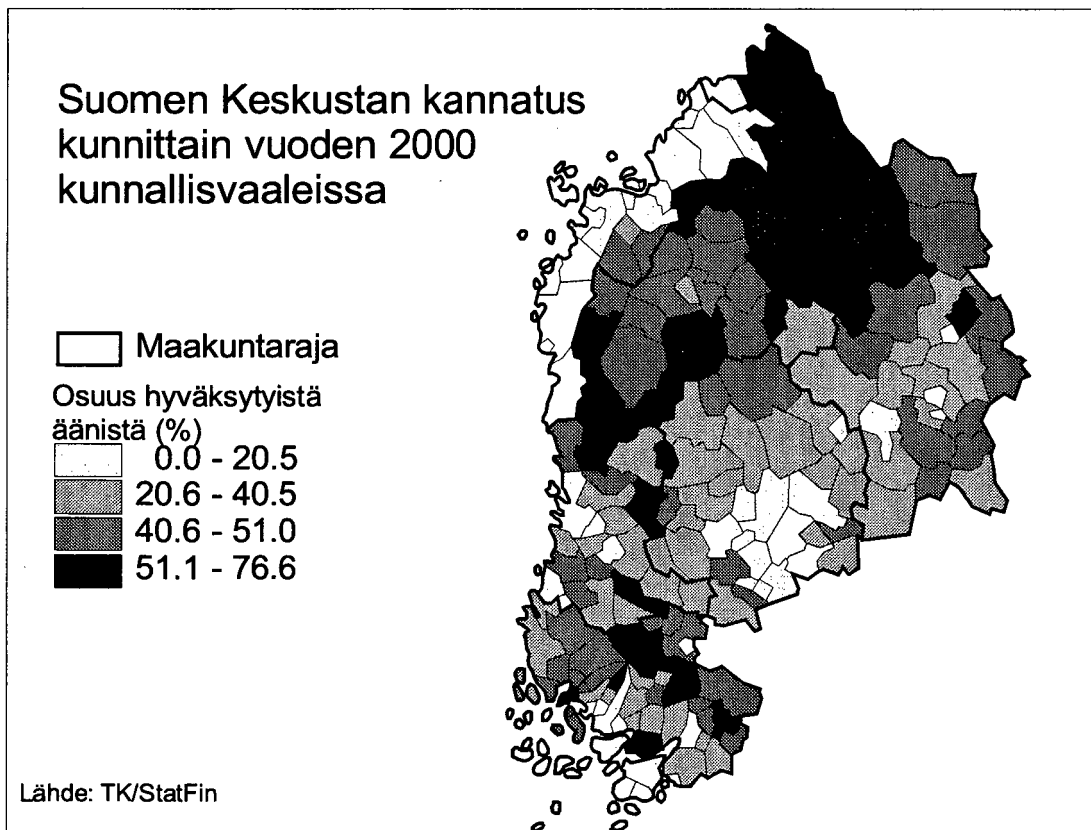 Suomen Keskustan kannatus
kunnittain vuoden 2000
kunnallisvaaleissa
Maakuntaraja
Osuus hyväksytyistä
äänistä (%)
0.0 - 20.5
20.6 - 40.5
40.6 - 51.0
51.1 - 76.6
Lähde: TK/StatFin